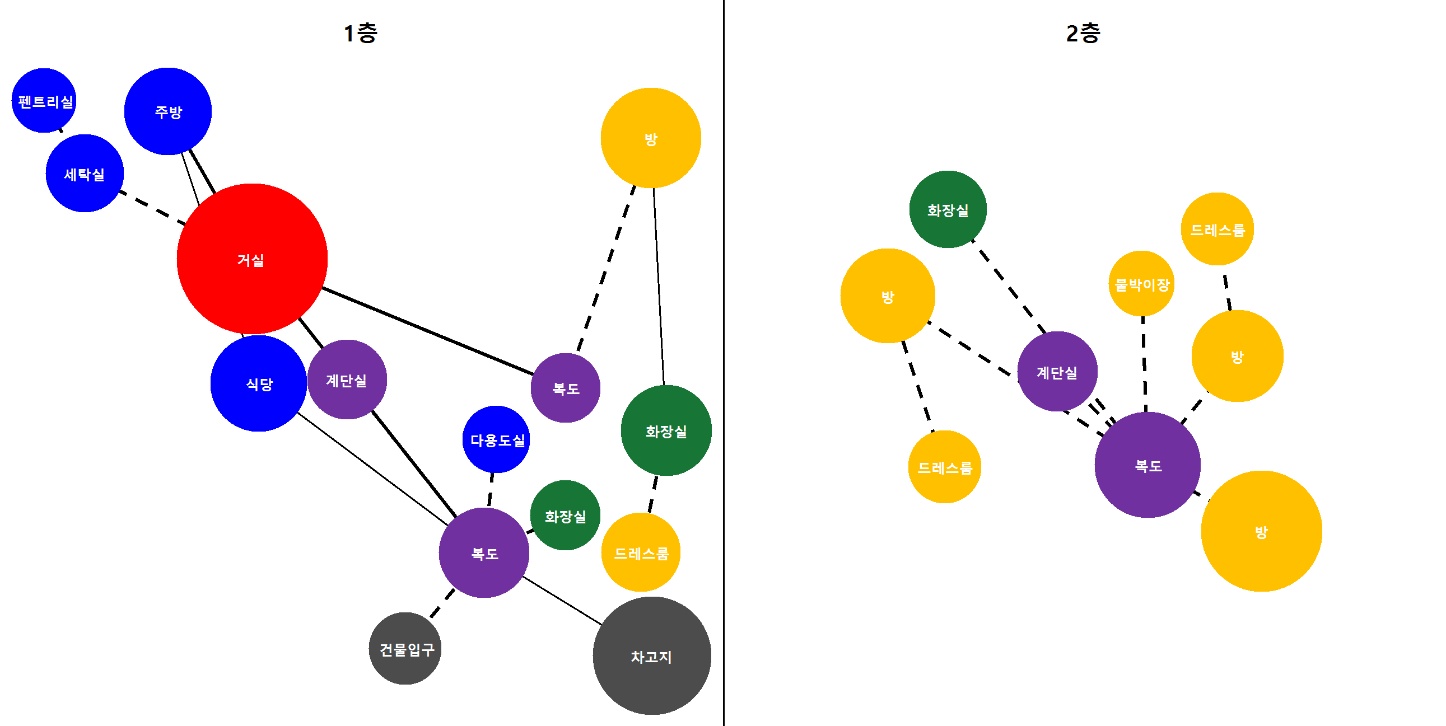 1층
펜트리실
주방
방
세탁실
거실
식당
계단실
복도
다용도실
화장실
화장실
복도
드레스룸
건물입구
차고지
2층
화장실
드레스룸
방
붙박이장
방
계단실
드레스룸
복도
방